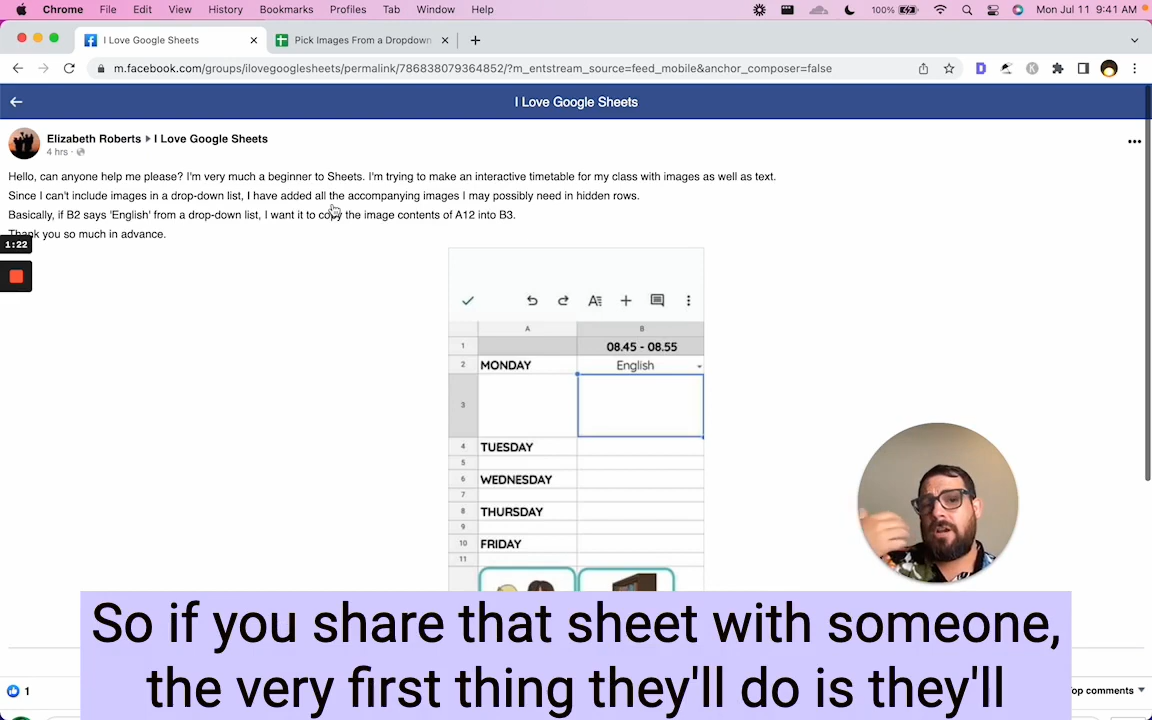 Chrome File Edit View History Bookmarks Profiles Tab Window Help 100% Mon Jul 11 9:41 AM
I Love Google Sheets Pick Images From a Dropdown
m.facebook.com/groups/ilovegooglesheets/permalink/786838079364852/?m_entstream_source=feed_mobile&anchor_composer=false
I Love Google Sheets
Elizabeth Roberts ▸ I Love Google Sheets
4 hrs ·
Hello, can anyone help me please? I'm very much a beginner to Sheets. I'm trying to make an interactive timetable for my class with images as well as text.
Since I can't include images in a drop-down list, I have added all the accompanying images I may possibly need in hidden rows.
Basically, if B2 says 'English' from a drop-down list, I want it to copy the image contents of A12 into B3.
Thank you so much in advance.
1:22
A B
1 08.45 - 08.55
2 MONDAY English
3
4 TUESDAY
5
6 WEDNESDAY
7
8 THURSDAY
9
10 FRIDAY
11
So if you share that sheet with someone,
the very first thing they'll do is they'll
1
comments